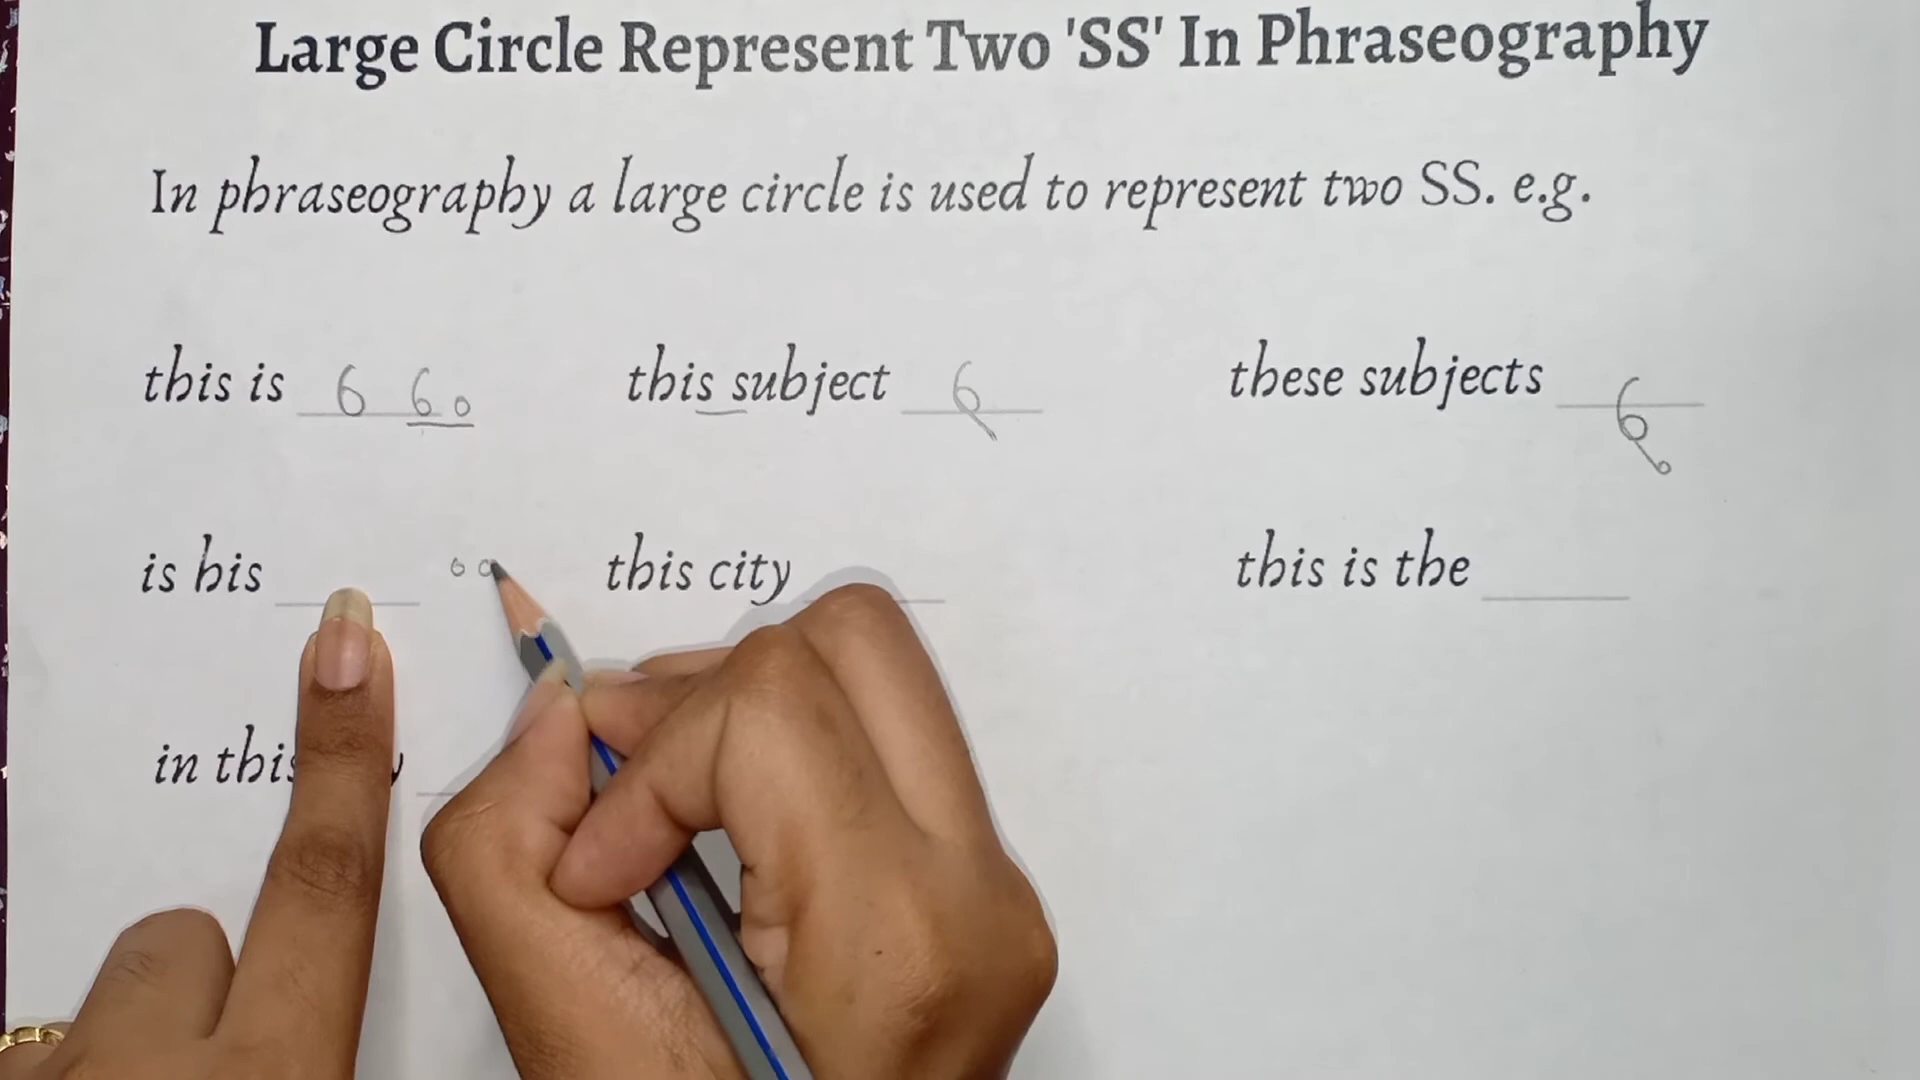 Large Circle Represent Two 'SS' In Phraseography
In phraseography a large circle is used to represent two SS. e.g.
this is this subject these subjects
is his this city this is the
in this